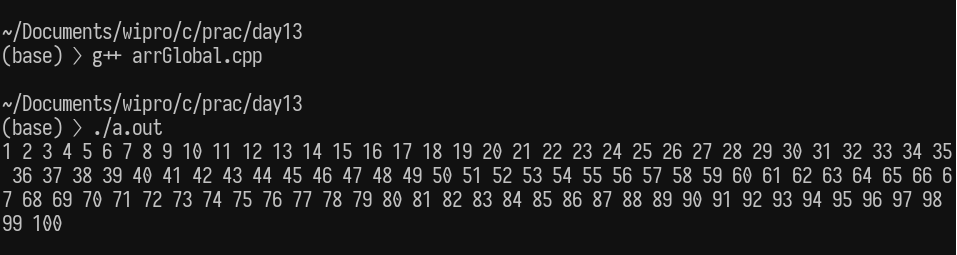 ~/Documents/wipro/c/prac/day13
(base) > g++ arrGlobal.cpp
~/Documents/wipro/c/prac/day13
(base) > ./a.out
1 2 3 4 5 6 7 8 9 10 11 12 13 14 15 16 17 18 19 20 21 22 23 24 25 26 27 28 29 30 31 32 33 34 35
 36 37 38 39 40 41 42 43 44 45 46 47 48 49 50 51 52 53 54 55 56 57 58 59 60 61 62 63 64 65 66 6
7 68 69 70 71 72 73 74 75 76 77 78 79 80 81 82 83 84 85 86 87 88 89 90 91 92 93 94 95 96 97 98
99 100